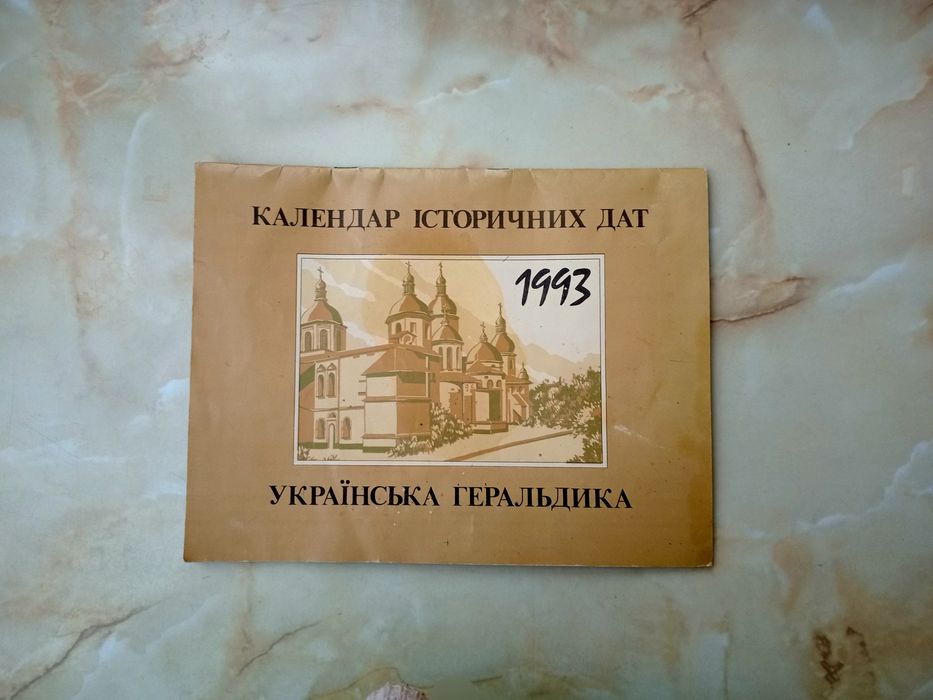 КАЛЕНДАР ІСТОРИЧНИХ ДАТ
1993
УКРАЇНСЬКА ГЕРАЛЬДИКА